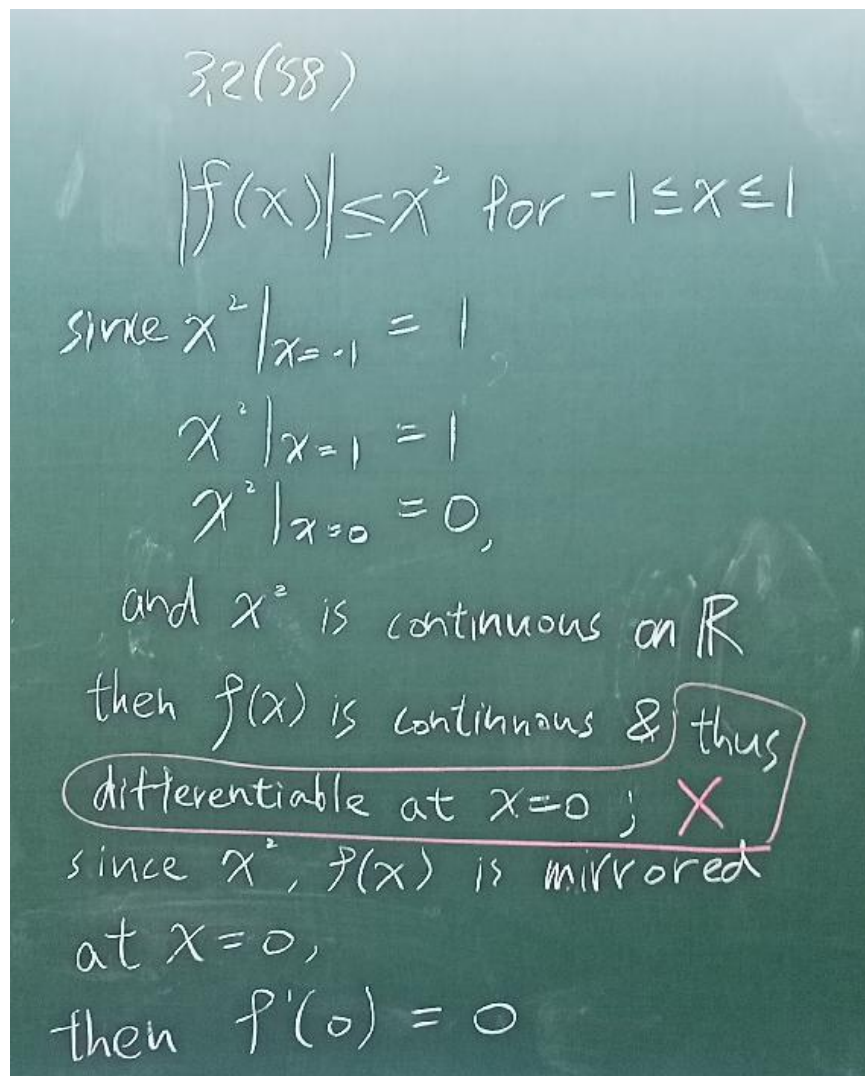 3.2(58)
|f(x)|≤x² for -1≤x≤1
since x²|x=-1 = 1,
x²|x=1 = 1
x²|x=0 = 0,
and x² is continuous on ℝ
then f(x) is continuous & thus
differentiable at x=0 ; X
since x², f(x) is mirrored
at x=0,
then f'(0) = 0